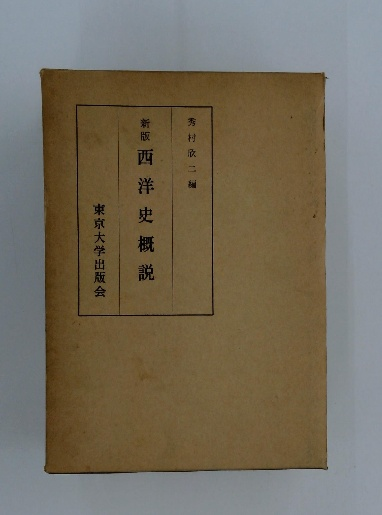 秀村欣二編
新版 西洋史概説
東京大学出版会